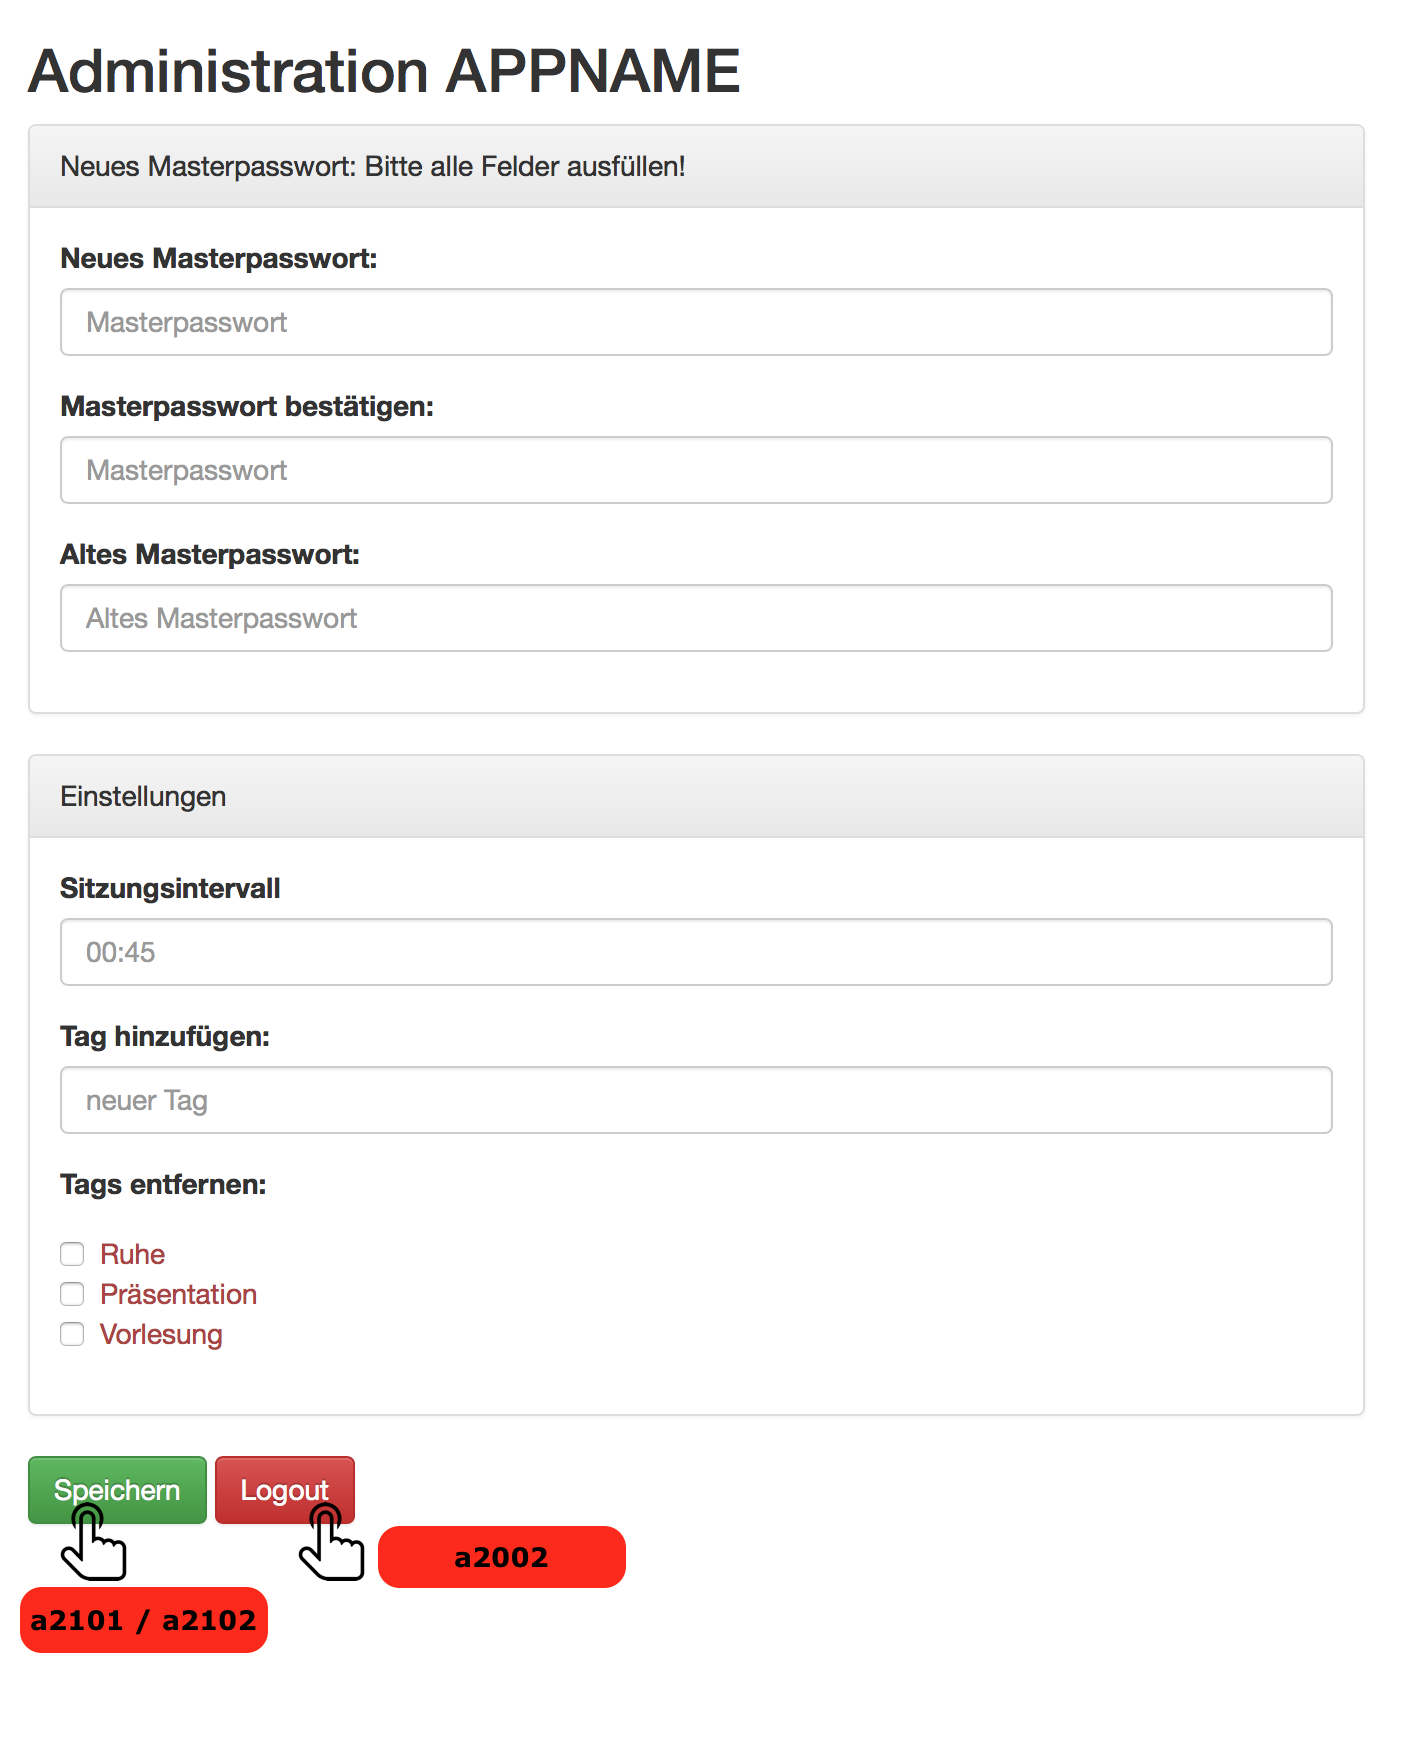 Administration APPNAME
Neues Masterpasswort: Bitte alle Felder ausfüllen!
Neues Masterpasswort:
Masterpasswort
Masterpasswort bestätigen:
Masterpasswort
Altes Masterpasswort:
Altes Masterpasswort
Einstellungen
Sitzungsintervall
00:45
Tag hinzufügen:
neuer Tag
Tags entfernen:
Ruhe
Präsentation
Vorlesung
Speichern Logout
a2002
a2101 / a2102